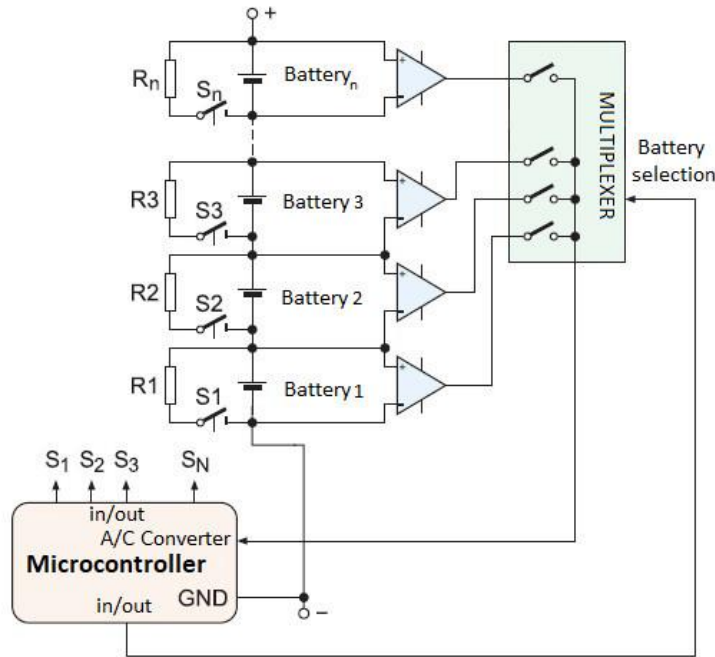 +
Rn
Sn
Battery n
+
-
R3
S3
Battery 3
+
-
R2
S2
Battery 2
+
-
R1
S1
Battery 1
+
-
MULTIPLEXER
Battery
selection
S1 S2 S3 SN
in/out
A/C Converter
Microcontroller
in/out
GND
-